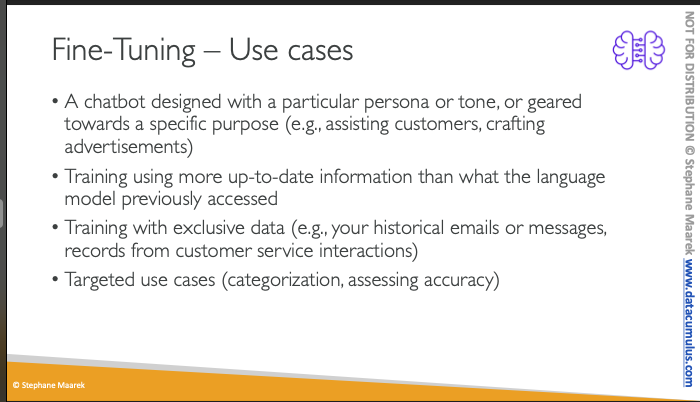 Fine-Tuning – Use cases
• A chatbot designed with a particular persona or tone, or geared
towards a specific purpose (e.g., assisting customers, crafting
advertisements)
• Training using more up-to-date information than what the language
model previously accessed
• Training with exclusive data (e.g., your historical emails or messages,
records from customer service interactions)
• Targeted use cases (categorization, assessing accuracy)
© Stephane Maarek
NOT FOR DISTRIBUTION © Stephane Maarek www.datacumulus.com